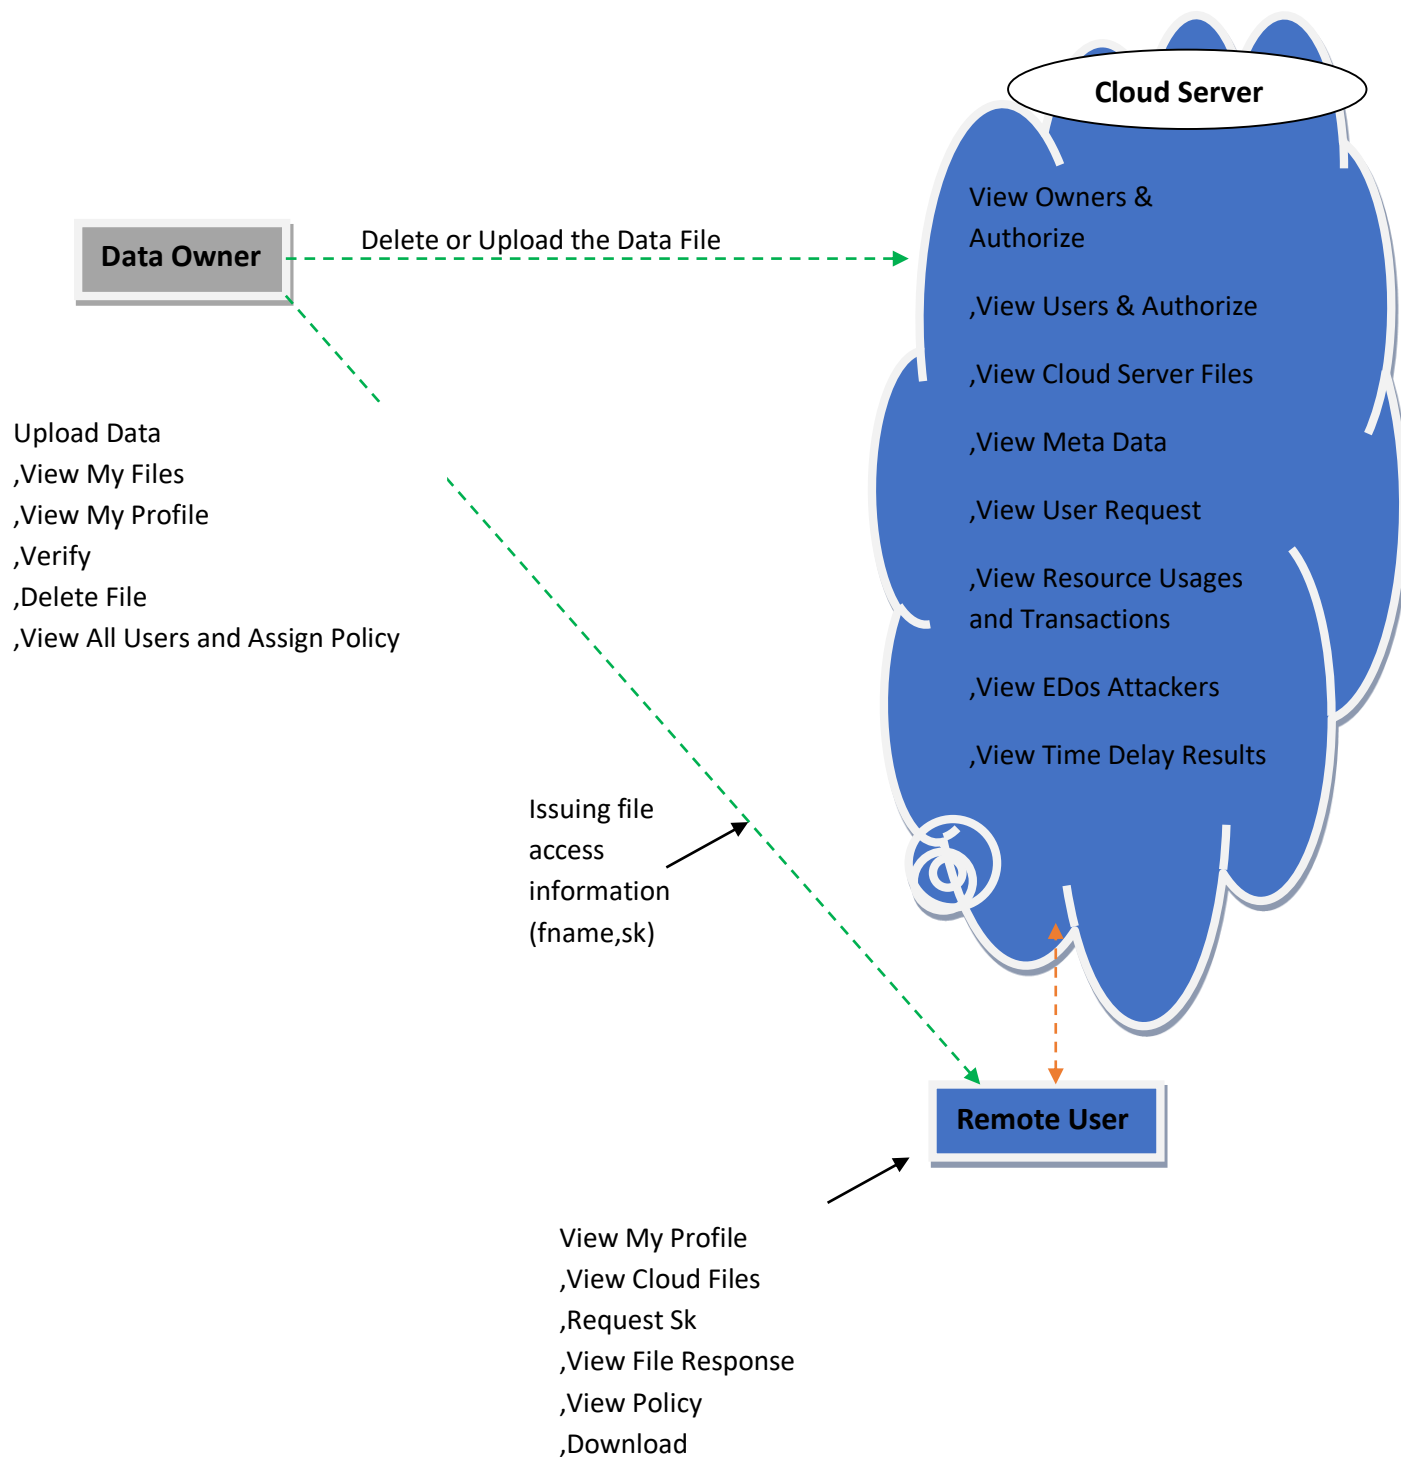 Cloud Server
View Owners &
Authorize
,View Users & Authorize
,View Cloud Server Files
,View Meta Data
,View User Request
,View Resource Usages
and Transactions
,View EDos Attackers
,View Time Delay Results
Data Owner
Delete or Upload the Data File
Upload Data
,View My Files
,View My Profile
,Verify
,Delete File
,View All Users and Assign Policy
Issuing file
access
information
(fname,sk)
Remote User
View My Profile
,View Cloud Files
,Request Sk
,View File Response
,View Policy
,Download